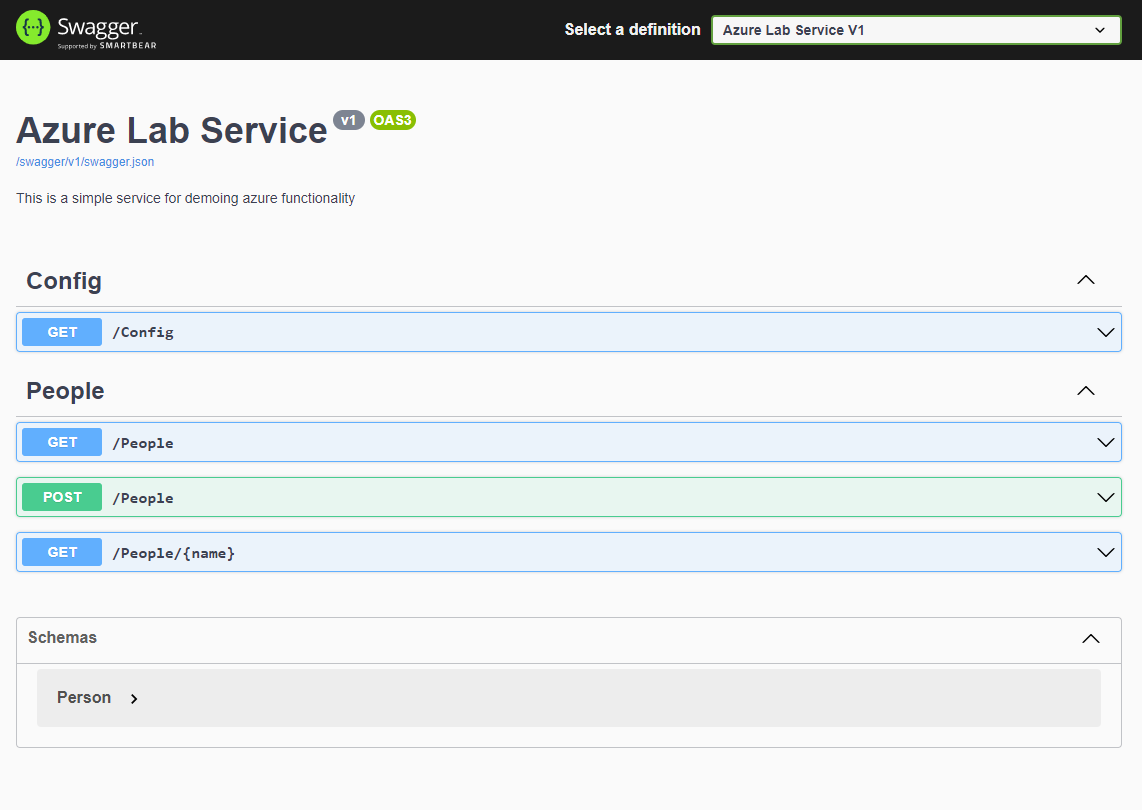 {···} Swagger
Supported by SMARTBEAR
Select a definition
Azure Lab Service V1
Azure Lab Service v1 OAS3
/swagger/v1/swagger.json
This is a simple service for demoing azure functionality
Config
GET /Config
People
GET /People
POST /People
GET /People/{name}
Schemas
Person